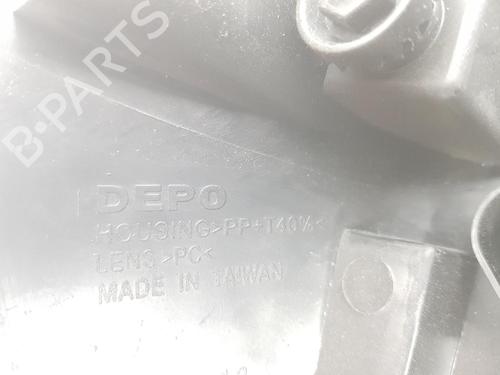 B-PARTS
DEPO
HOUSING>PP+T40%<
LENS>PC<
MADE IN TAIWAN